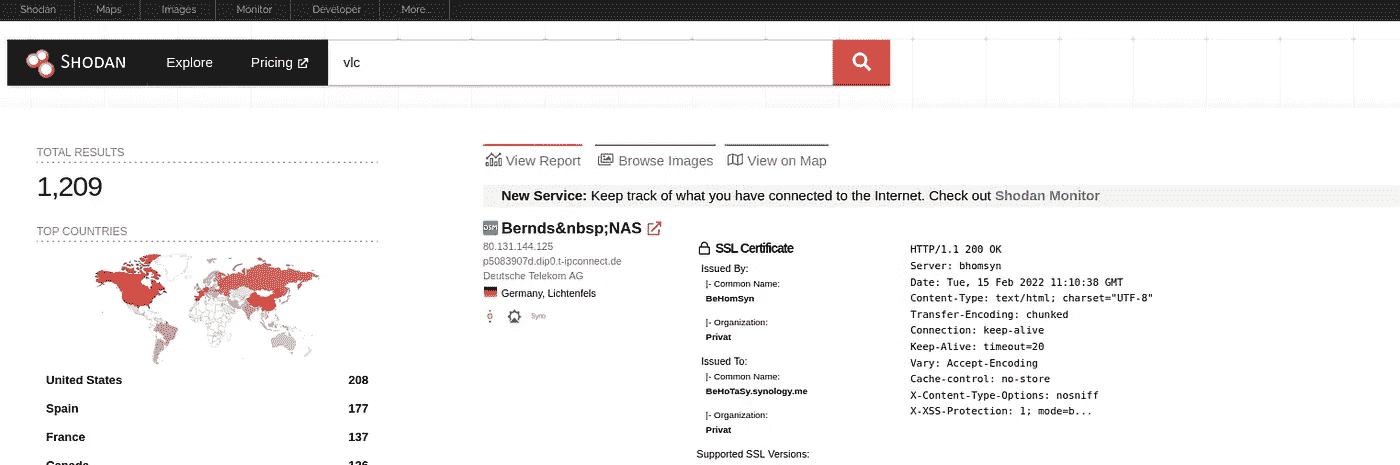 Shodan Maps Images Monitor Developer More...
SHODAN Explore Pricing vlc
TOTAL RESULTS
1,209
TOP COUNTRIES
United States 208
Spain 177
France 137
Canada 126
View Report Browse Images View on Map
New Service: Keep track of what you have connected to the Internet. Check out Shodan Monitor
DSM Bernds&nbsp;NAS
80.131.144.125
p5083907d.dip0.t-ipconnect.de
Deutsche Telekom AG
Germany, Lichtenfels
Syno
SSL Certificate
Issued By:
|- Common Name:
BeHomSyn
|- Organization:
Privat
Issued To:
|- Common Name:
BeHoTaSy.synology.me
|- Organization:
Privat
Supported SSL Versions:
HTTP/1.1 200 OK
Server: bhomsyn
Date: Tue, 15 Feb 2022 11:10:38 GMT
Content-Type: text/html; charset="UTF-8"
Transfer-Encoding: chunked
Connection: keep-alive
Keep-Alive: timeout=20
Vary: Accept-Encoding
Cache-control: no-store
X-Content-Type-Options: nosniff
X-XSS-Protection: 1; mode=b...